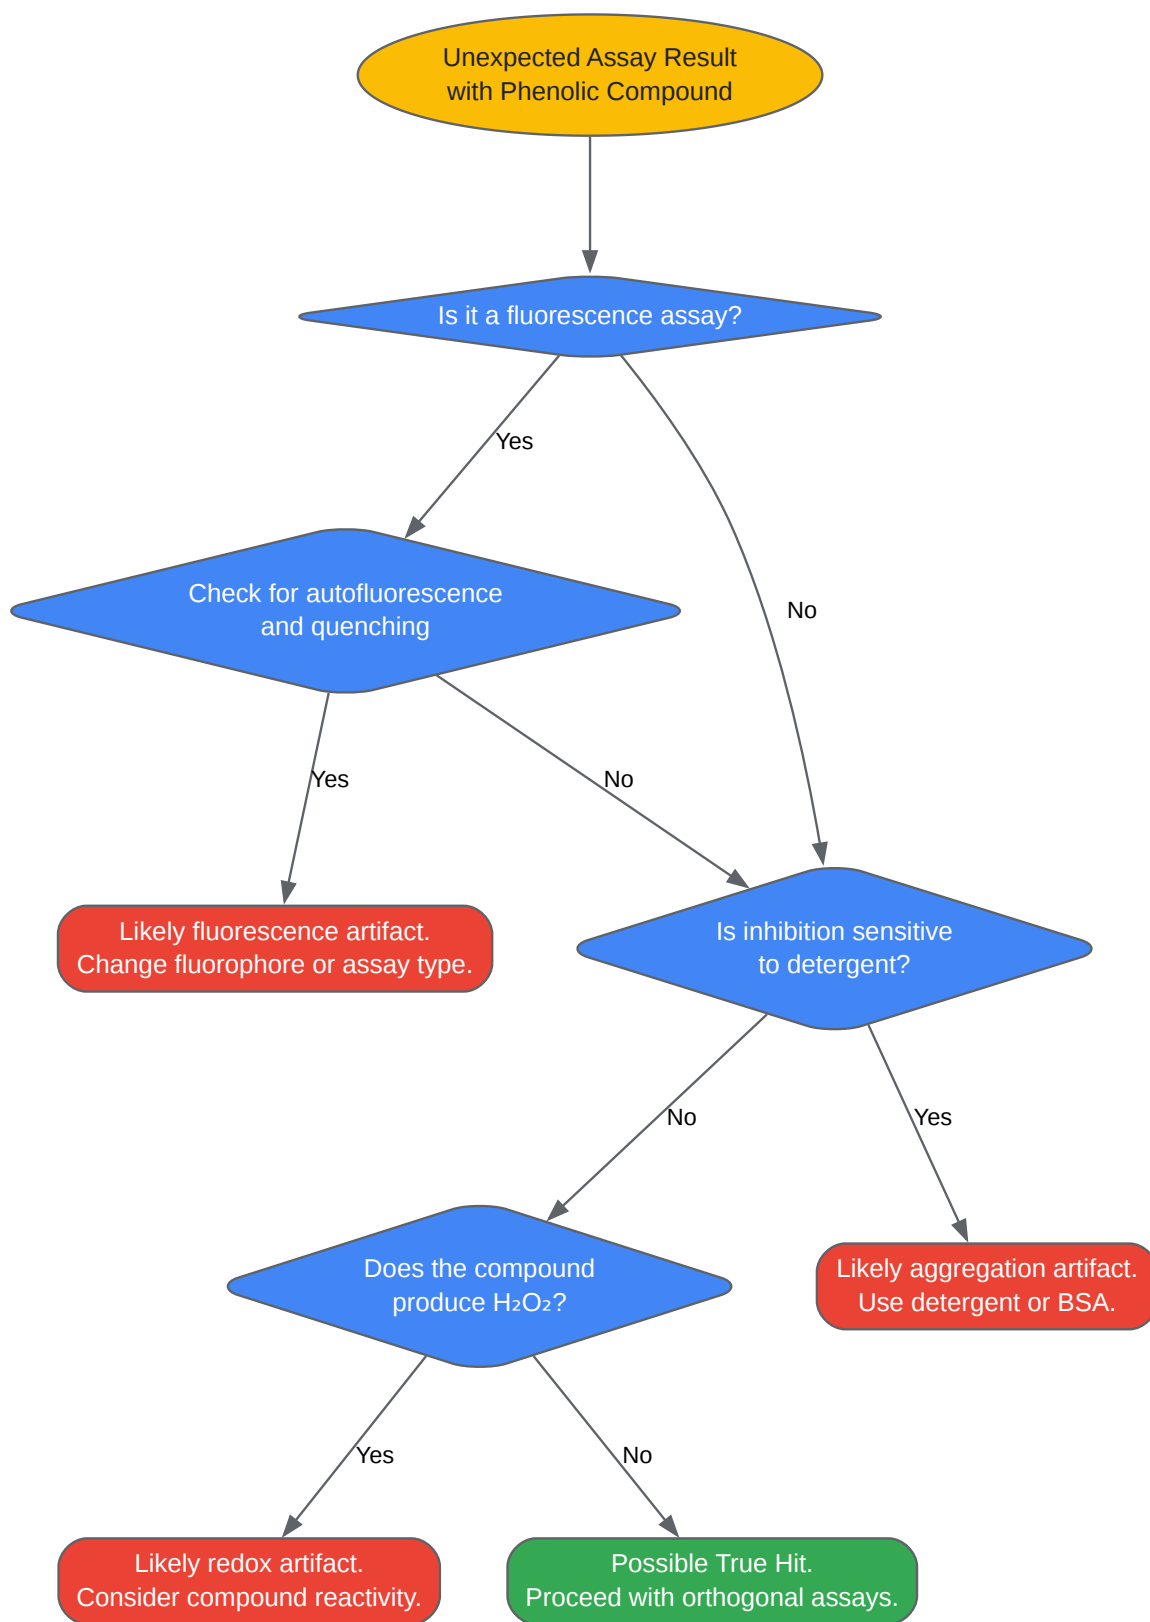 Unexpected Assay Result
with Phenolic Compound
Is it a fluorescence assay?
Yes
No
Check for autofluorescence
and quenching
Yes
No
Likely fluorescence artifact.
Change fluorophore or assay type.
Is inhibition sensitive
to detergent?
No
Yes
Does the compound
produce H₂O₂?
Likely aggregation artifact.
Use detergent or BSA.
Yes
No
Likely redox artifact.
Consider compound reactivity.
Possible True Hit.
Proceed with orthogonal assays.